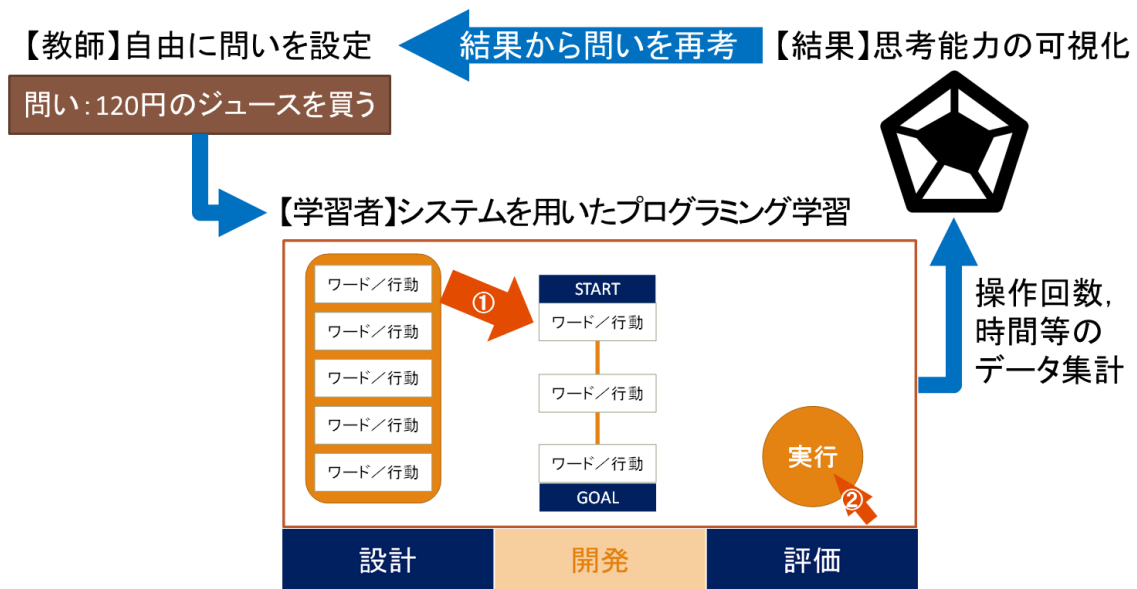 【教師】自由に問いを設定
結果から問いを再考
【結果】思考能力の可視化
問い：120円のジュースを買う
【学習者】システムを用いたプログラミング学習
ワード／行動
ワード／行動
ワード／行動
ワード／行動
ワード／行動
①
START
ワード／行動
ワード／行動
ワード／行動
GOAL
実行
②
操作回数，
時間等の
データ集計
設計
開発
評価